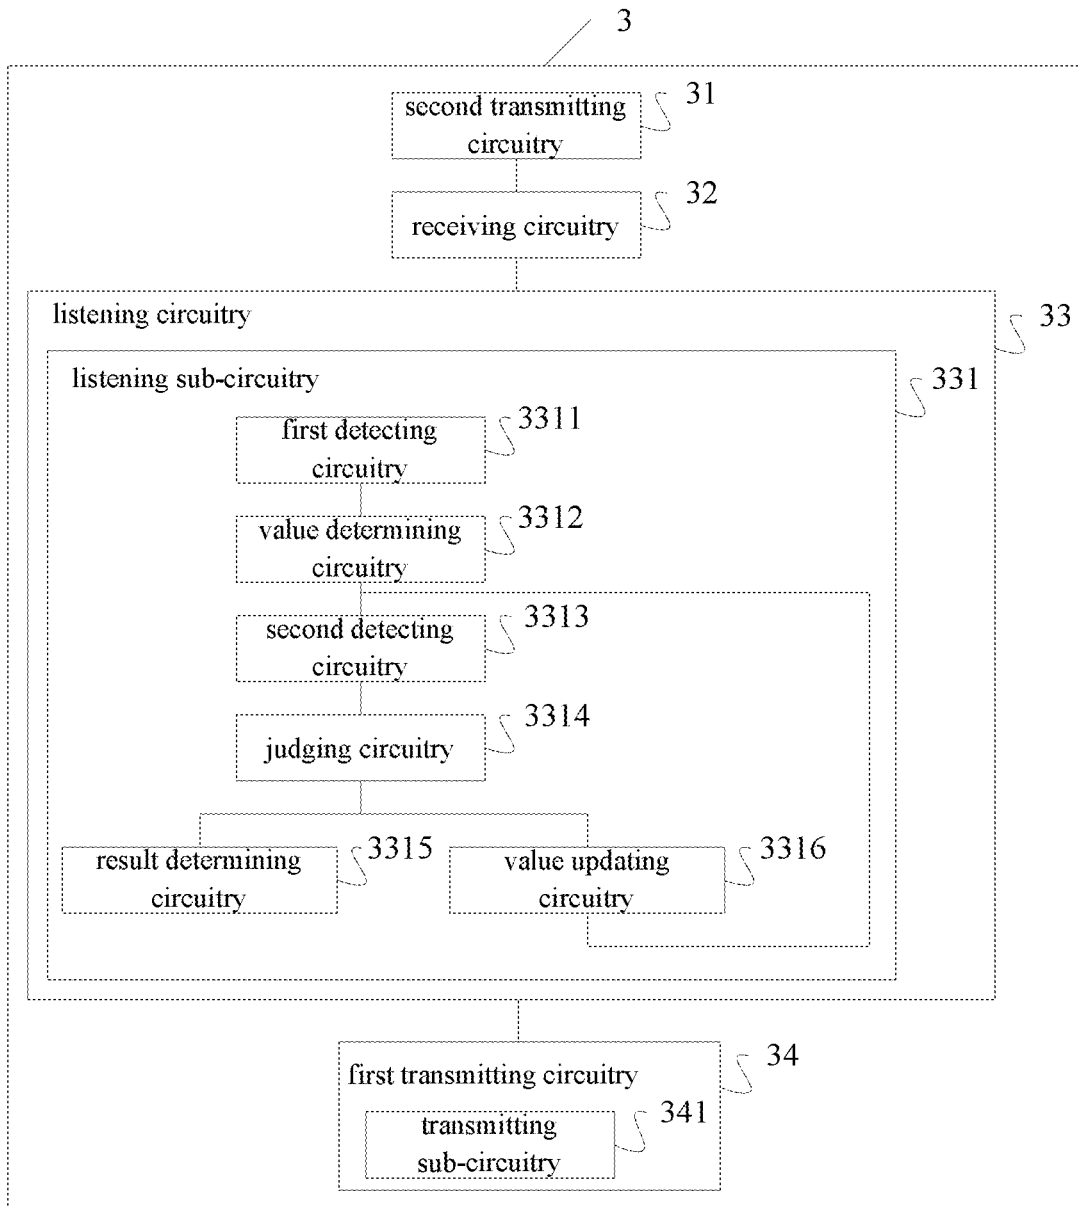 3
second transmitting
circuitry
31
receiving circuitry
32
listening circuitry
33
listening sub-circuitry
331
first detecting
circuitry
3311
value determining
circuitry
3312
second detecting
circuitry
3313
judging circuitry
3314
result determining
circuitry
3315
value updating
circuitry
3316
first transmitting circuitry
34
transmitting
sub-circuitry
341